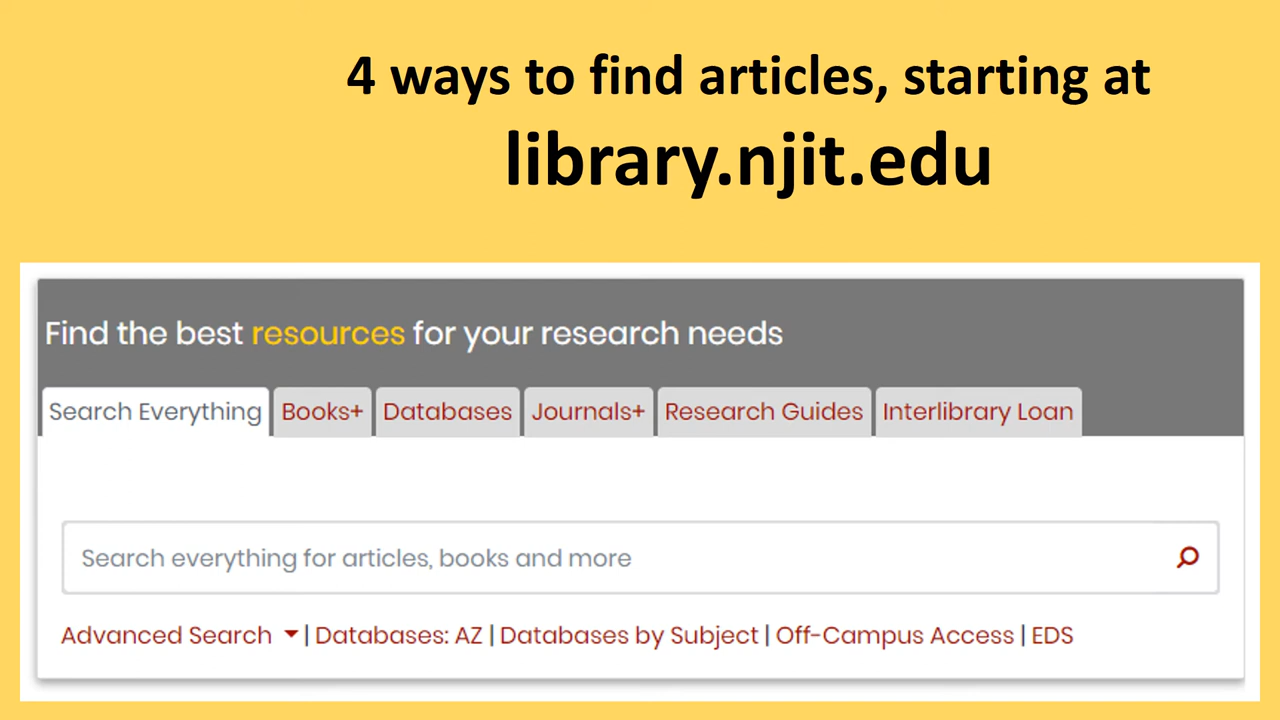 4 ways to find articles, starting at
library.njit.edu
Find the best resources for your research needs
Search Everything Books+ Databases Journals+ Research Guides Interlibrary Loan
Search everything for articles, books and more
Advanced Search | Databases: AZ | Databases by Subject | Off-Campus Access | EDS